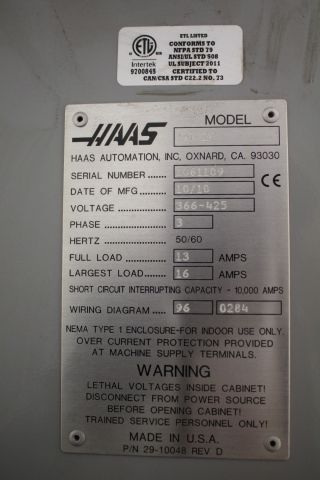 ETL LISTED
CONFORMS TO
NFPA STD 79
ANSI/UL STD 508
UL SUBJECT 2011
CERTIFIED TO
CAN/CSA STD C22.2 NO. 73
ETL
Intertek
9700845
HAAS
MODEL
HAAS AUTOMATION, INC, OXNARD, CA. 93030
SERIAL NUMBER
CE
DATE OF MFG 10/10
VOLTAGE 366-425
PHASE 3
HERTZ 50/60
FULL LOAD 13 AMPS
LARGEST LOAD 16 AMPS
SHORT CIRCUIT INTERRUPTING CAPACITY - 10,000 AMPS
WIRING DIAGRAM 96 0284
NEMA TYPE 1 ENCLOSURE-FOR INDOOR USE ONLY.
OVER CURRENT PROTECTION PROVIDED
AT MACHINE SUPPLY TERMINALS.
WARNING
LETHAL VOLTAGES INSIDE CABINET!
DISCONNECT FROM POWER SOURCE
BEFORE OPENING CABINET!
TRAINED SERVICE PERSONNEL ONLY!
MADE IN U.S.A.
P/N 29-10048 REV D